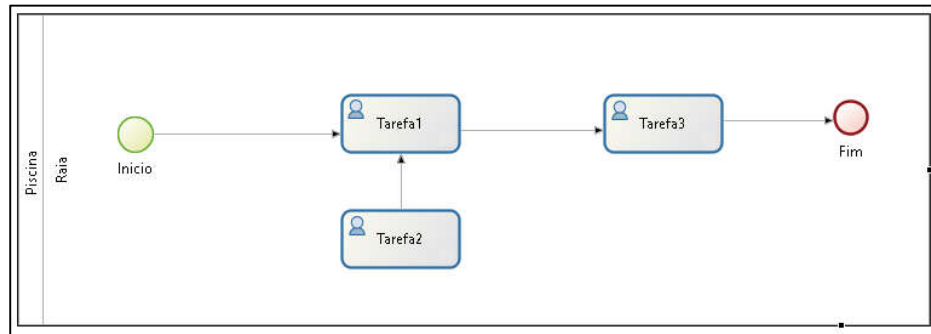 Piscina
Raia
Inicio
Tarefa1
Tarefa2
Tarefa3
Fim